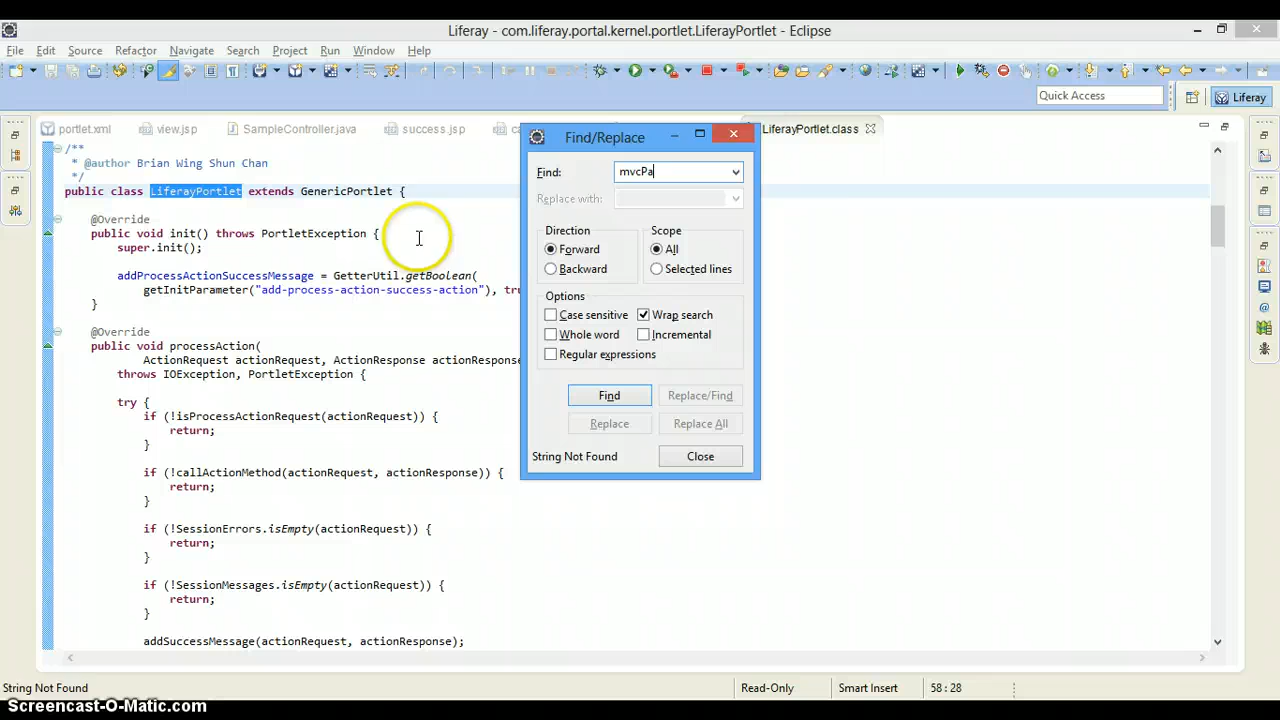 Liferay - com.liferay.portal.kernel.portlet.LiferayPortlet - Eclipse
File Edit Source Refactor Navigate Search Project Run Window Help
Quick Access
Liferay
portlet.xml view.jsp SampleController.java success.jsp LiferayPortlet.class
/**
* @author Brian Wing Shun Chan
*/
public class LiferayPortlet extends GenericPortlet {
@Override
public void init() throws PortletException {
super.init();
addProcessActionSuccessMessage = GetterUtil.getBoolean(
getInitParameter("add-process-action-success-action"),
}
@Override
public void processAction(
ActionRequest actionRequest, ActionResponse actionResponse
throws IOException, PortletException {
try {
if (!isProcessActionRequest(actionRequest)) {
return;
}
if (!callActionMethod(actionRequest, actionResponse)) {
return;
}
if (!SessionErrors.isEmpty(actionRequest)) {
return;
}
if (!SessionMessages.isEmpty(actionRequest)) {
return;
}
addSuccessMessage(actionRequest, actionResponse);
Find/Replace
Find: mvcPa
Replace with:
Direction
Forward
Backward
Scope
All
Selected lines
Options
Case sensitive Wrap search
Whole word Incremental
Regular expressions
Find Replace/Find
Replace Replace All
String Not Found Close
String Not Found Read-Only Smart Insert 58 : 28
Screencast-O-Matic.com